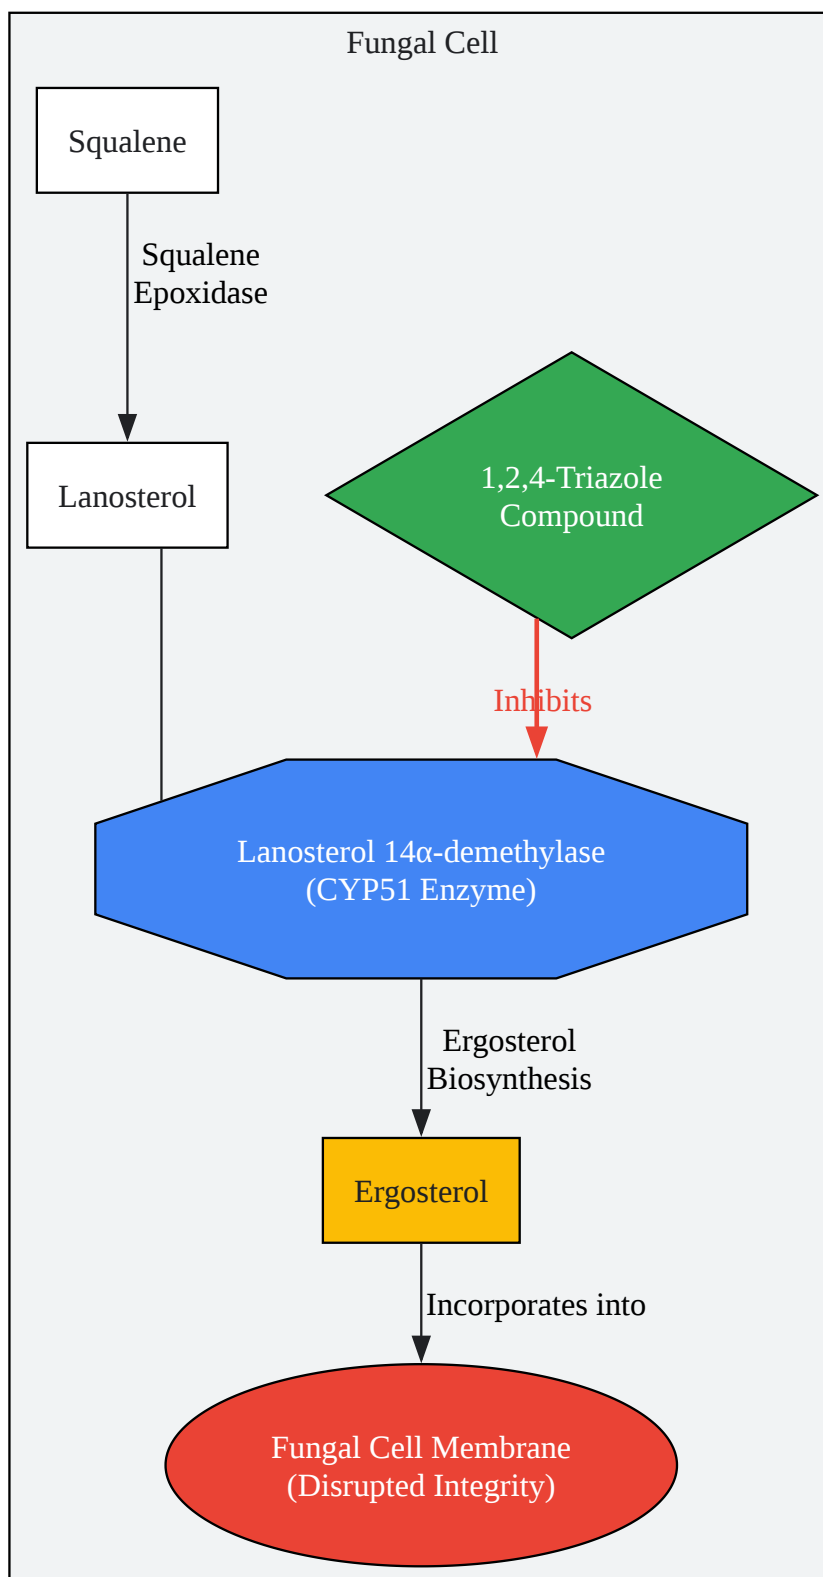 Fungal Cell
Squalene
Squalene
Epoxidase
Lanosterol
1,2,4-Triazole
Compound
Inhibits
Lanosterol 14α-demethylase
(CYP51 Enzyme)
Ergosterol
Biosynthesis
Ergosterol
Incorporates into
Fungal Cell Membrane
(Disrupted Integrity)